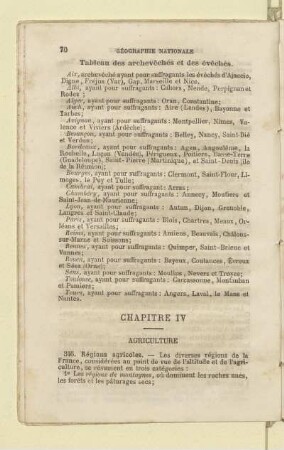 70 GÉOGRAPHIE NATIONALE
Tableau des archevêchés et des évêchés.
Aix, archevêché ayant pour suffragants les évêchés d'Ajaccio,
Digne, Fréjus (Var), Gap, Marseille et Nice.
Albi, ayant pour suffragants : Cahors, Mende, Perpignan et
Rodez ;
Alger, ayant pour suffragants : Oran, Constantine;
Auch, ayant pour suffragants : Aire (Landes), Bayonne et
Tarbes;
Avignon, ayant pour suffragants : Montpellier, Nîmes, Va-
lence et Viviers (Ardèche);
Besançon, ayant pour suffragants : Belley, Nancy, Saint-Dié
et Verdun;
Bordeaux, ayant pour suffragants : Agen, Angoulême, la
Rochelle, Luçon (Vendée), Périgueux, Poitiers, Basse-Terre
(Guadeloupe), Saint-Pierre (Martinique), et Saint-Denis (île
de la Réunion);
Bourges, ayant pour suffragants : Clermont, Saint-Flour, Li-
moges, le Puy et Tulle;
Cambrai, ayant pour suffragant : Arras;
Chambéry, ayant pour suffragants : Annecy, Moutiers et
Saint-Jean-de-Maurienne;
Lyon, ayant pour suffragants : Autun, Dijon, Grenoble,
Langres et Saint-Claude;
Paris, ayant pour suffragants : Blois, Chartres, Meaux, Or-
léans et Versailles;
Reims, ayant pour suffragants : Amiens, Beauvais, Châlons-
sur-Marne et Soissons;
Rennes, ayant pour suffragants : Quimper, Saint-Brieuc et
Vannes;
Rouen, ayant pour suffragants : Bayeux, Coutances, Évreux
et Séez (Orne);
Sens, ayant pour suffragants : Moulins, Nevers et Troyes;
Toulouse, ayant pour suffragants : Carcassonne, Montauban
et Pamiers;
Tours, ayant pour suffragants : Angers, Laval, le Mans et
Nantes.
CHAPITRE IV
AGRICULTURE
Régions agricoles. — Les diverses régions de la
France, considérées au point de vue de l'altitude et de l'agri-
culture, se résument en trois catégories :
1° Les régions de montagnes, où dominent les roches nues,
les forêts et les pâturages secs;